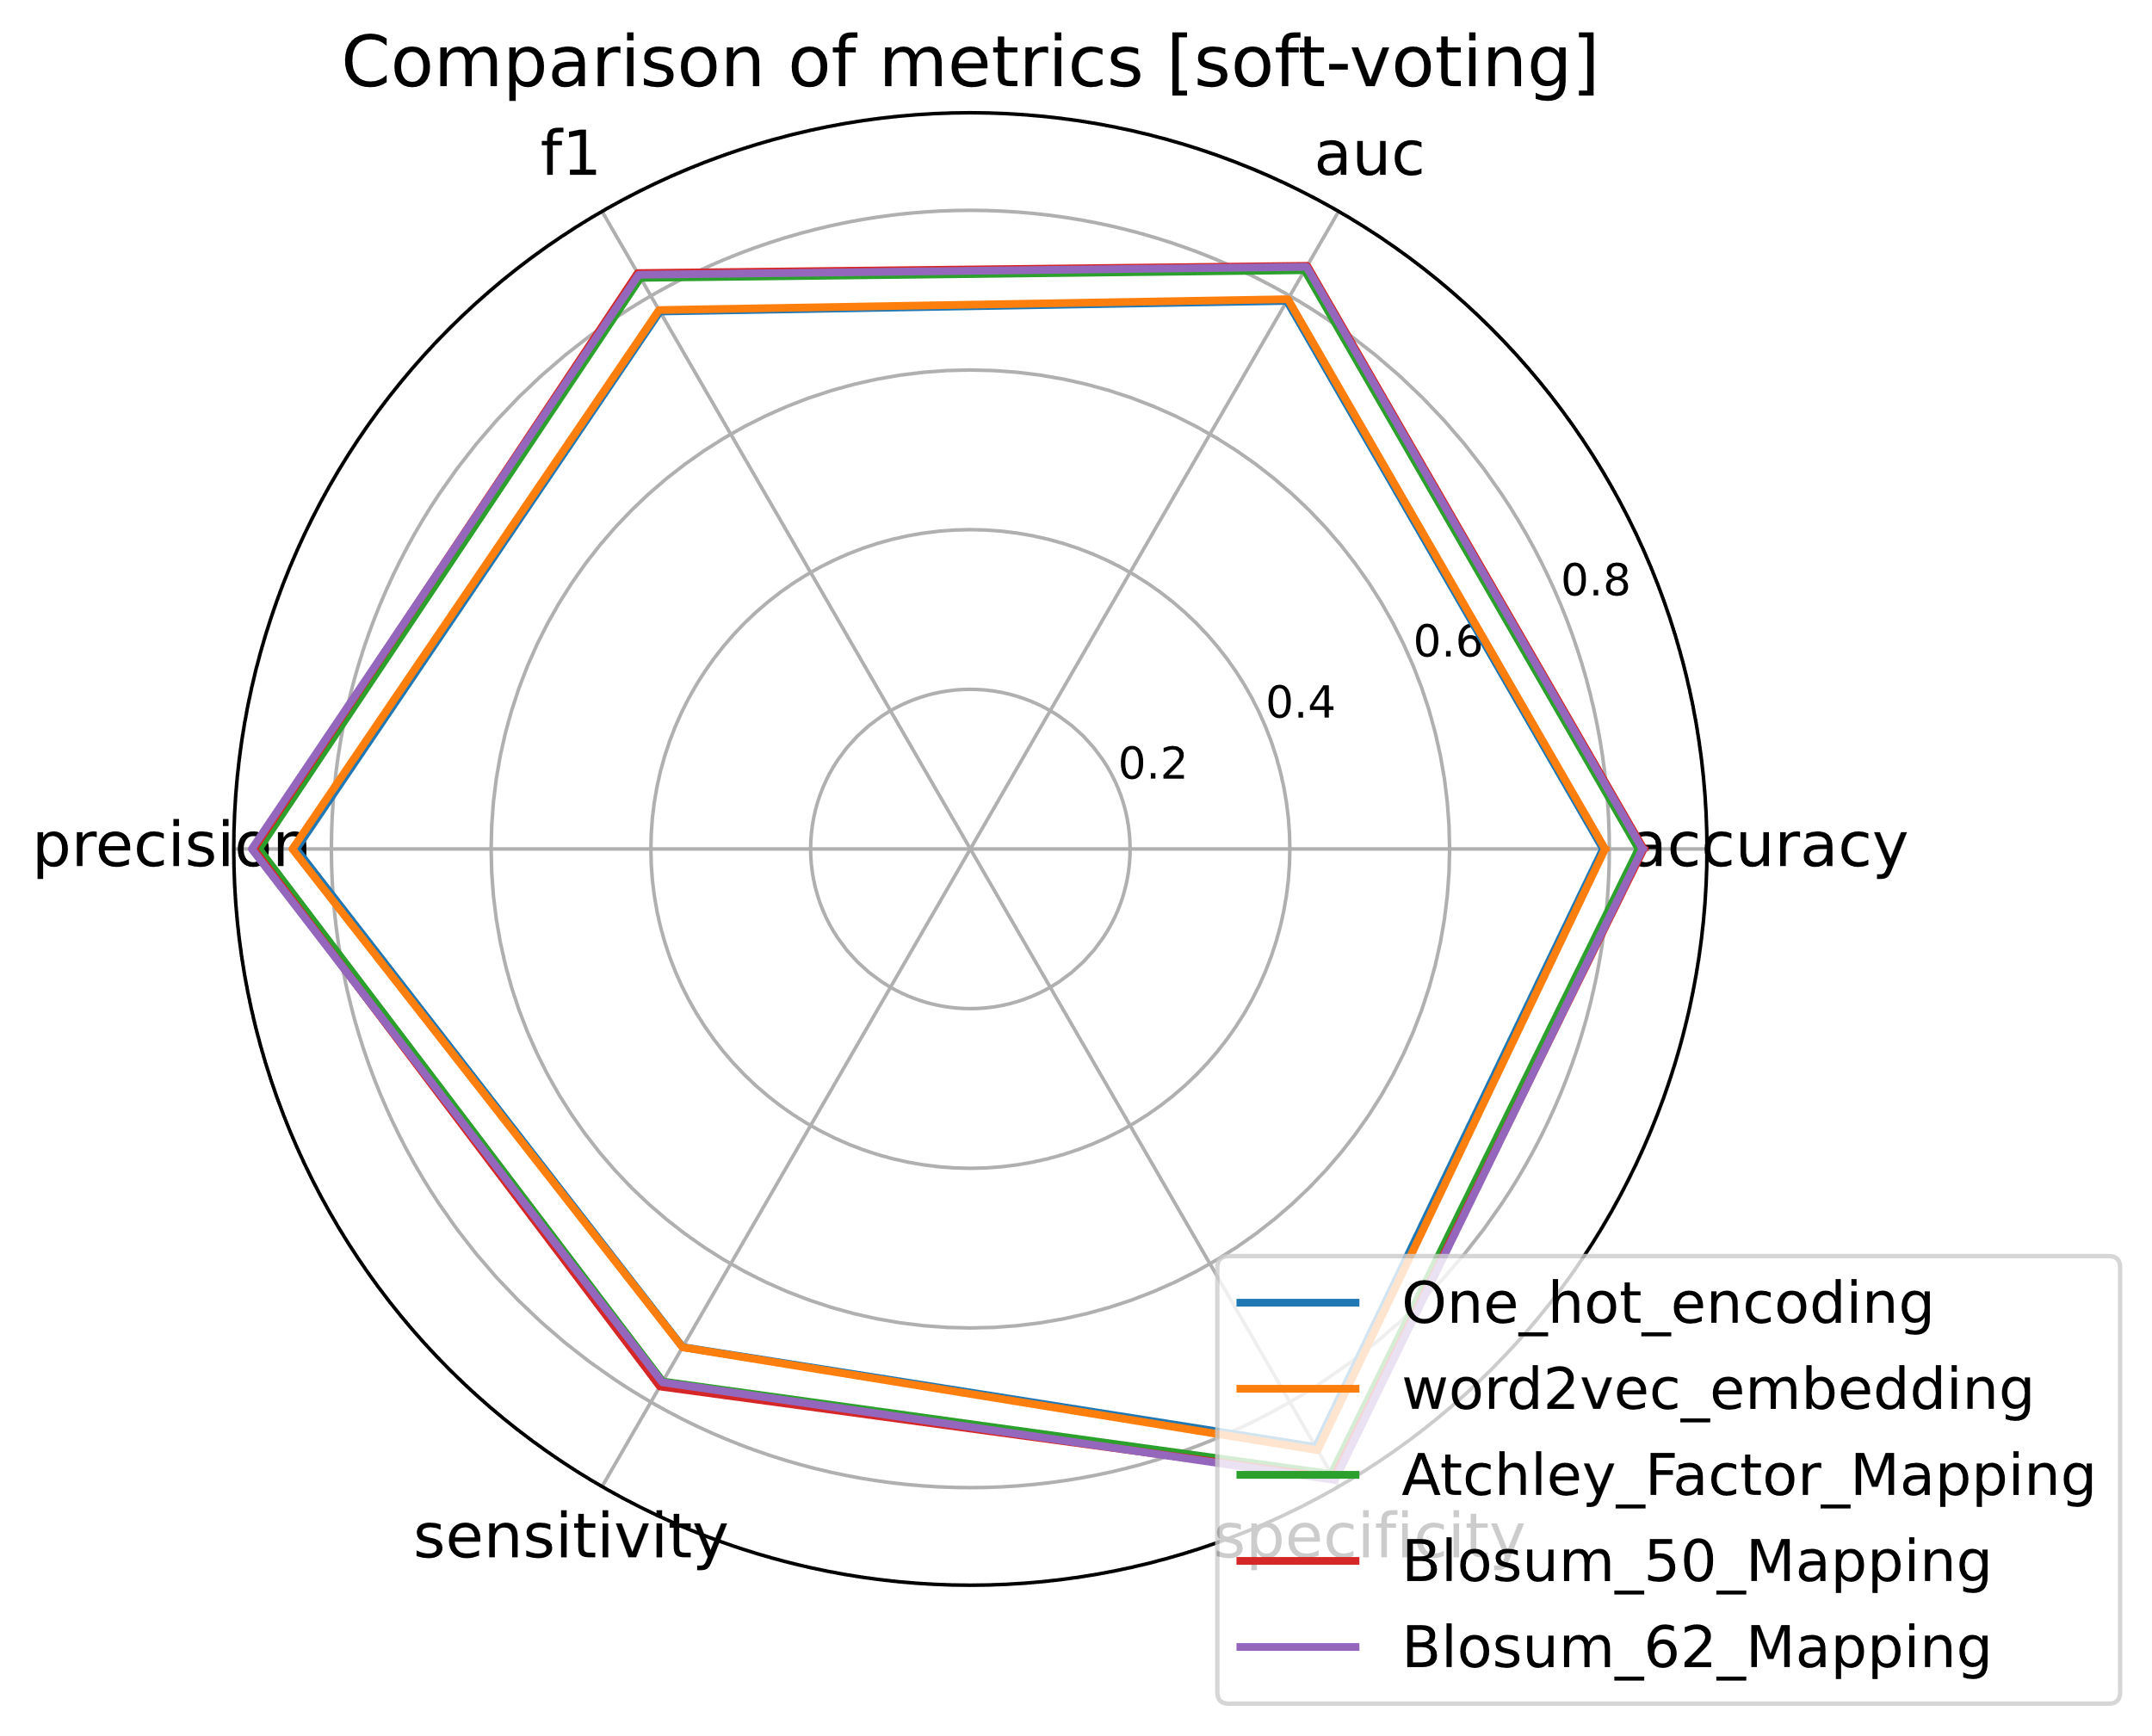 Comparison of metrics [soft-voting]
f1
auc
0.8
0.6
0.4
0.2
precision
accuracy
sensitivity
specificity
One_hot_encoding
word2vec_embedding
Atchley_Factor_Mapping
Blosum_50_Mapping
Blosum_62_Mapping